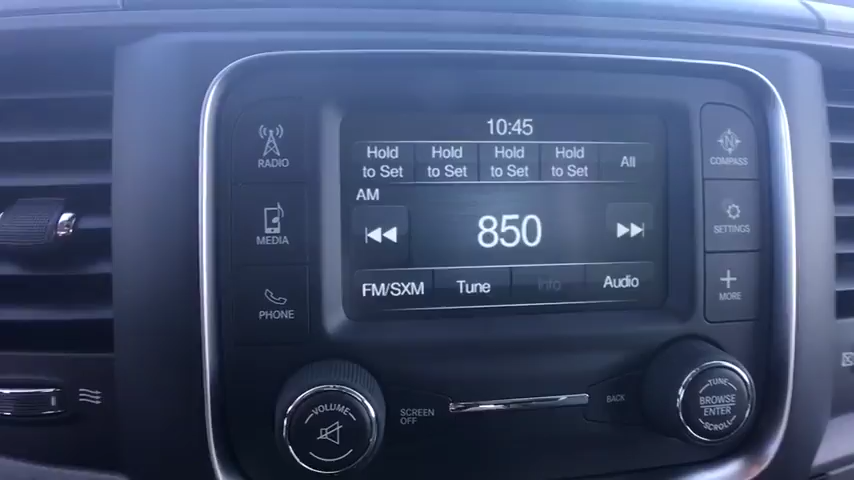 10:45
RADIO
Hold to Set
Hold to Set
Hold to Set
Hold to Set
All
COMPASS
AM
MEDIA
850
SETTINGS
FM/SXM
Tune
Info
Audio
PHONE
MORE
VOLUME
SCREEN OFF
BACK
TUNE
BROWSE
ENTER
SCROLL